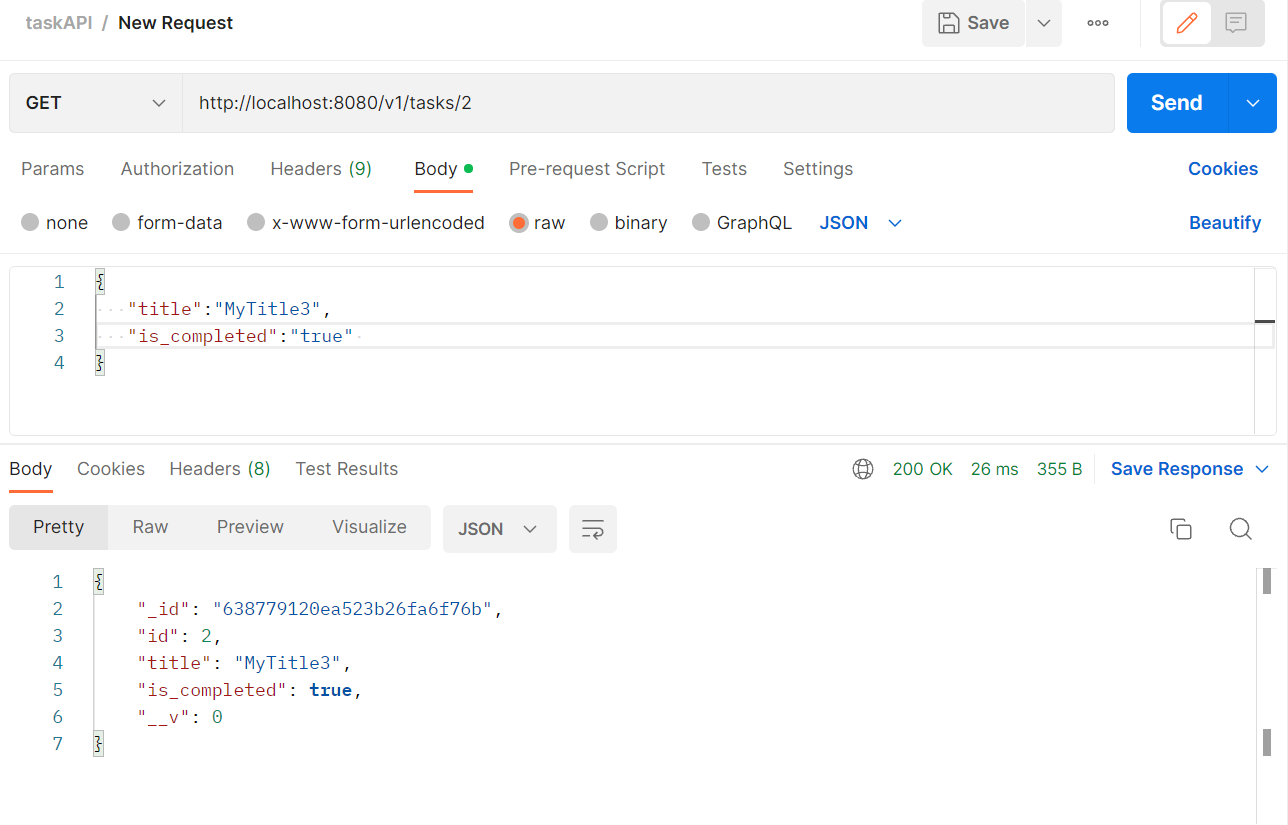 taskAPI / New Request Save
GET http://localhost:8080/v1/tasks/2 Send
Params Authorization Headers (9) Body Pre-request Script Tests Settings Cookies
none form-data x-www-form-urlencoded raw binary GraphQL JSON Beautify
1 {
2 "title":"MyTitle3",
3 "is_completed":"true"
4 }
Body Cookies Headers (8) Test Results 200 OK 26 ms 355 B Save Response
Pretty Raw Preview Visualize JSON
1 {
2 "_id": "638779120ea523b26fa6f76b",
3 "id": 2,
4 "title": "MyTitle3",
5 "is_completed": true,
6 "__v": 0
7 }